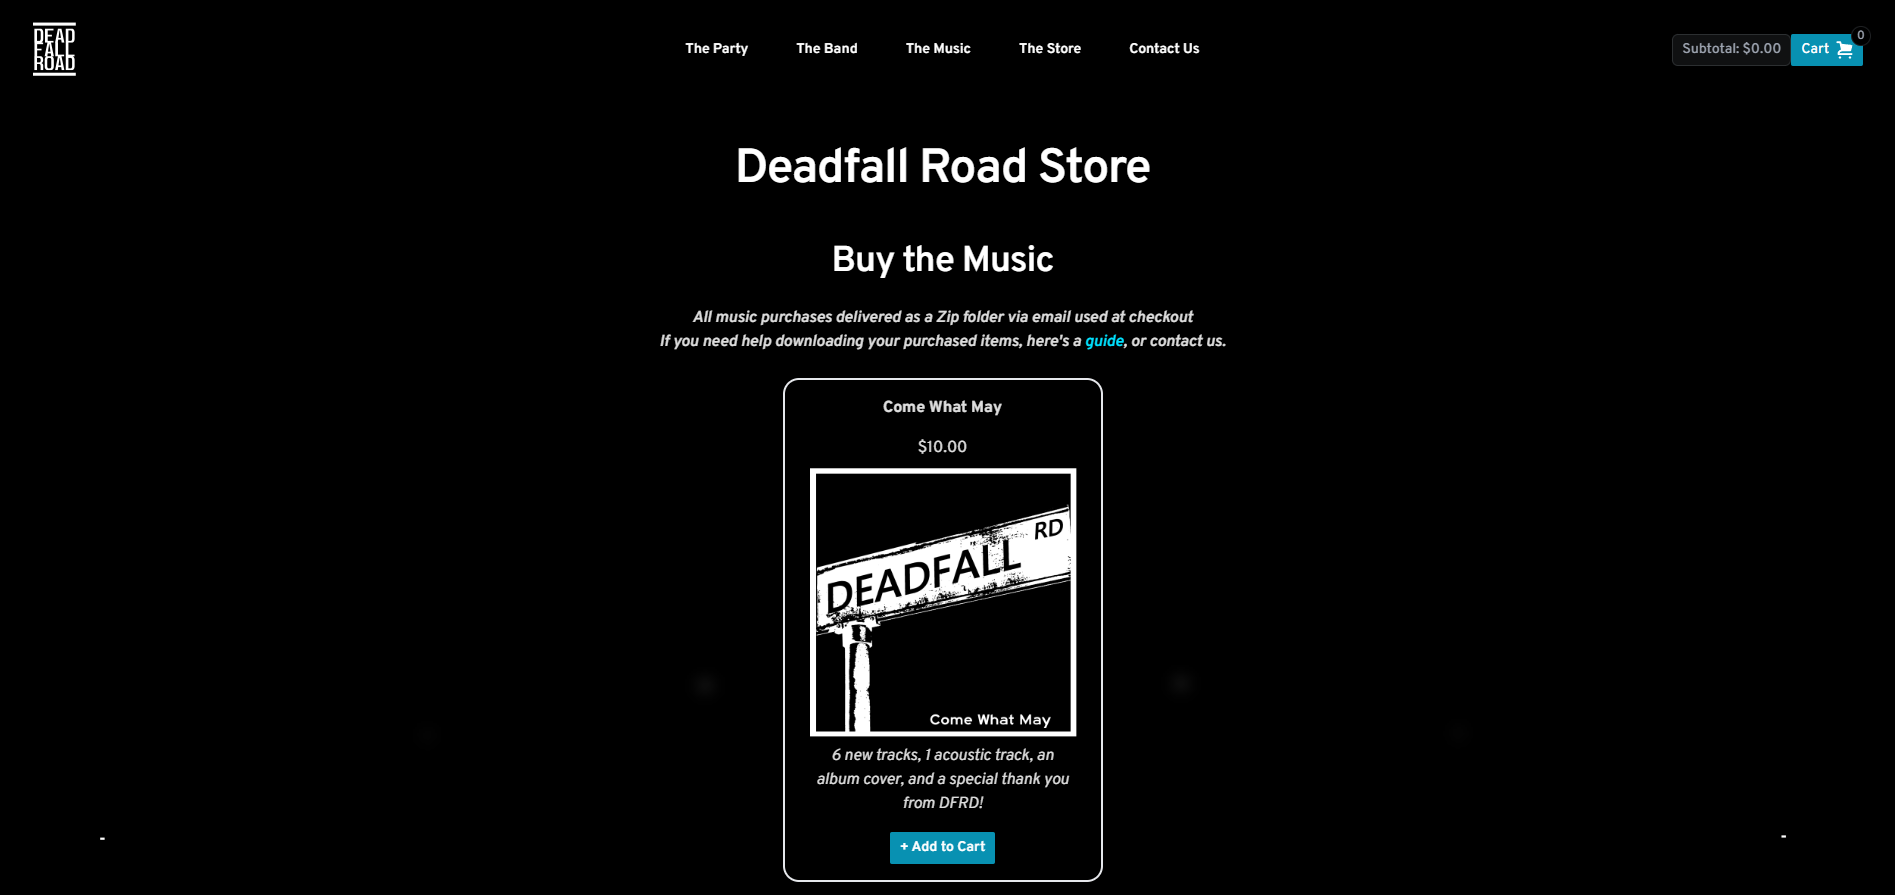 DEAD
FALL
ROAD
The Party
The Band
The Music
The Store
Contact Us
Subtotal: $0.00
Cart
0
Deadfall Road Store
Buy the Music
All music purchases delivered as a Zip folder via email used at checkout
If you need help downloading your purchased items, here's a guide, or contact us.
Come What May
$10.00
DEADFALL RD
Come What May
6 new tracks, 1 acoustic track, an
album cover, and a special thank you
from DFRD!
+ Add to Cart
-
-